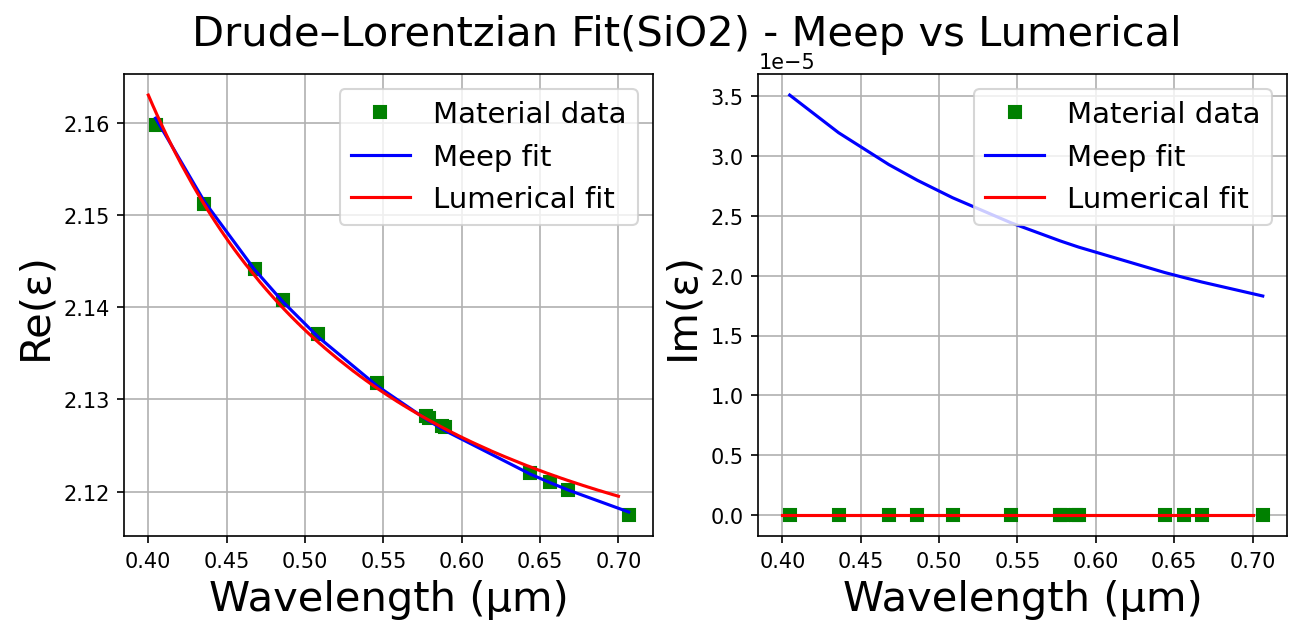 Drude–Lorentzian Fit(SiO2) - Meep vs Lumerical
Re(ε)
2.16
2.15
2.14
2.13
2.12
Material data
Meep fit
Lumerical fit
0.40 0.45 0.50 0.55 0.60 0.65 0.70
Wavelength (μm)
1e−5
Im(ε)
3.5
3.0
2.5
2.0
1.5
1.0
0.5
0.0
Material data
Meep fit
Lumerical fit
0.40 0.45 0.50 0.55 0.60 0.65 0.70
Wavelength (μm)